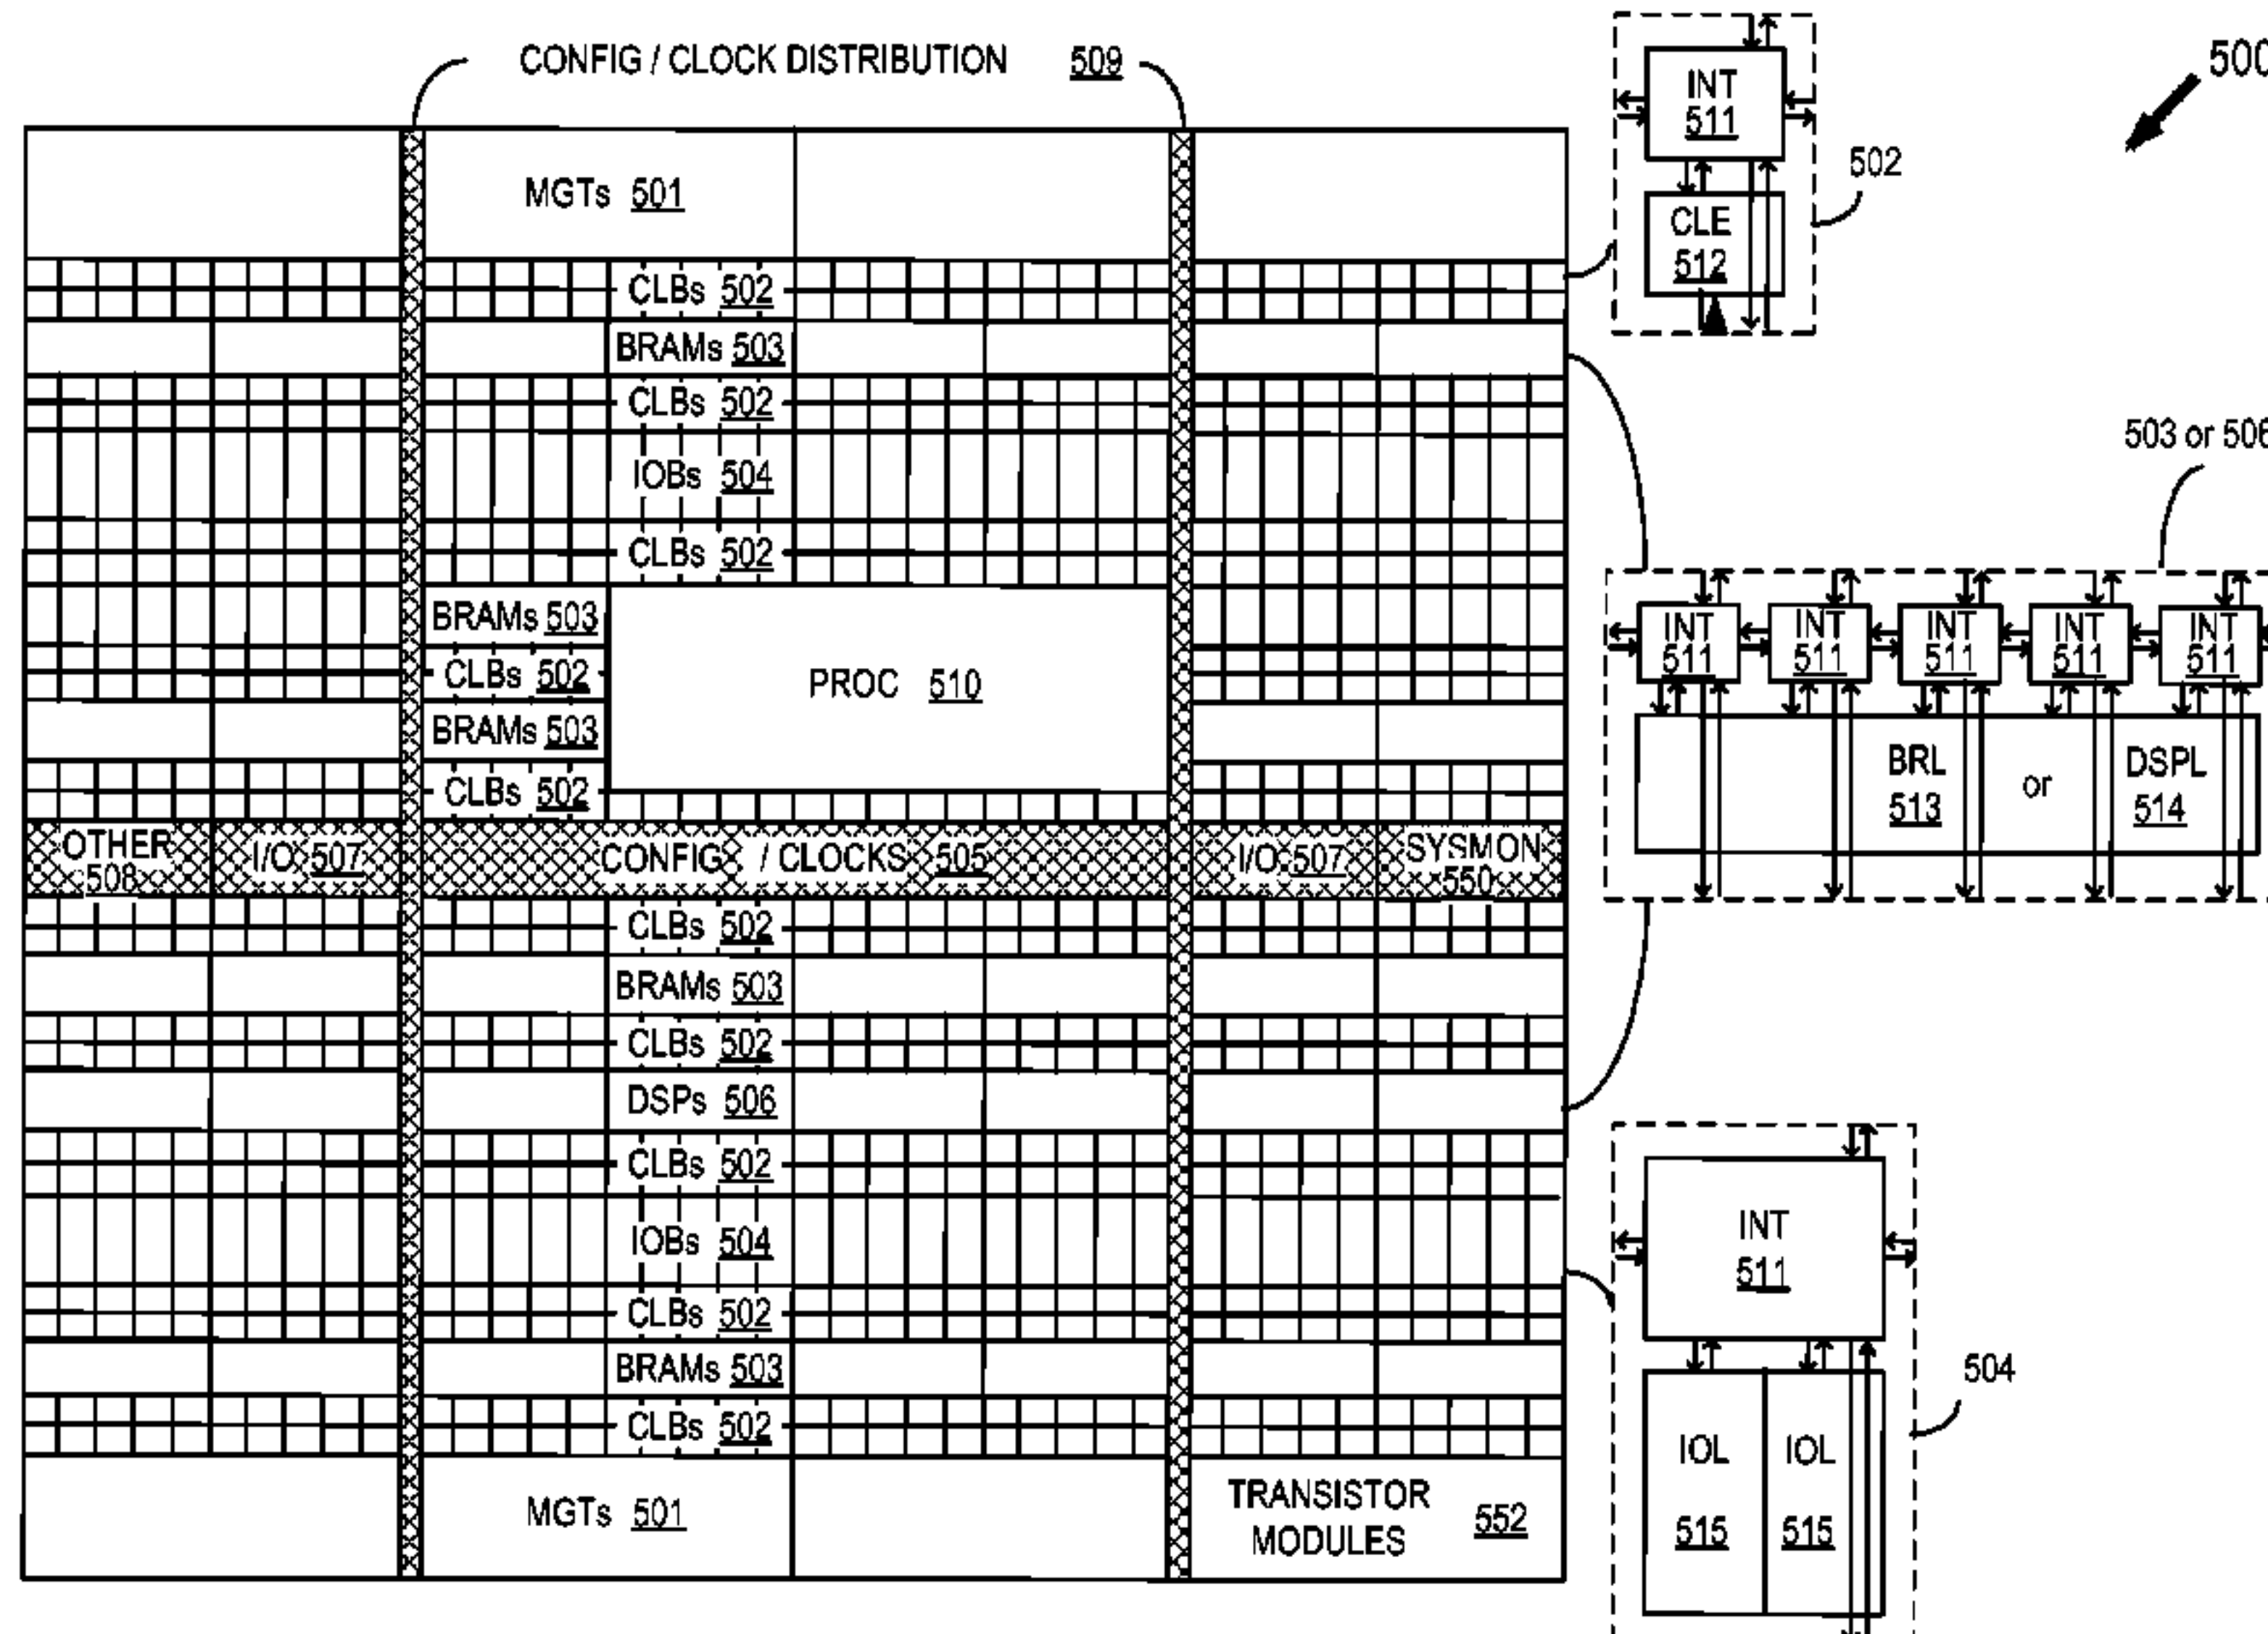 CONFIG / CLOCK DISTRIBUTION 509
500
MGTs 501
CLBs 502
BRAMs 503
CLBs 502
IOBs 504
CLBs 502
BRAMs 503
CLBs 502
BRAMs 503
CLBs 502
PROC 510
OTHER
508
I/O 507
CONFIG / CLOCKS 505
I/O 507
SYSMON
550
CLBs 502
BRAMs 503
CLBs 502
DSPs 506
CLBs 502
IOBs 504
CLBs 502
BRAMs 503
CLBs 502
MGTs 501
TRANSISTOR
MODULES
552
INT
511
CLE
512
502
503 or 506
INT
511
INT
511
INT
511
INT
511
INT
511
BRL
513
or
DSPL
514
INT
511
IOL
515
IOL
515
504